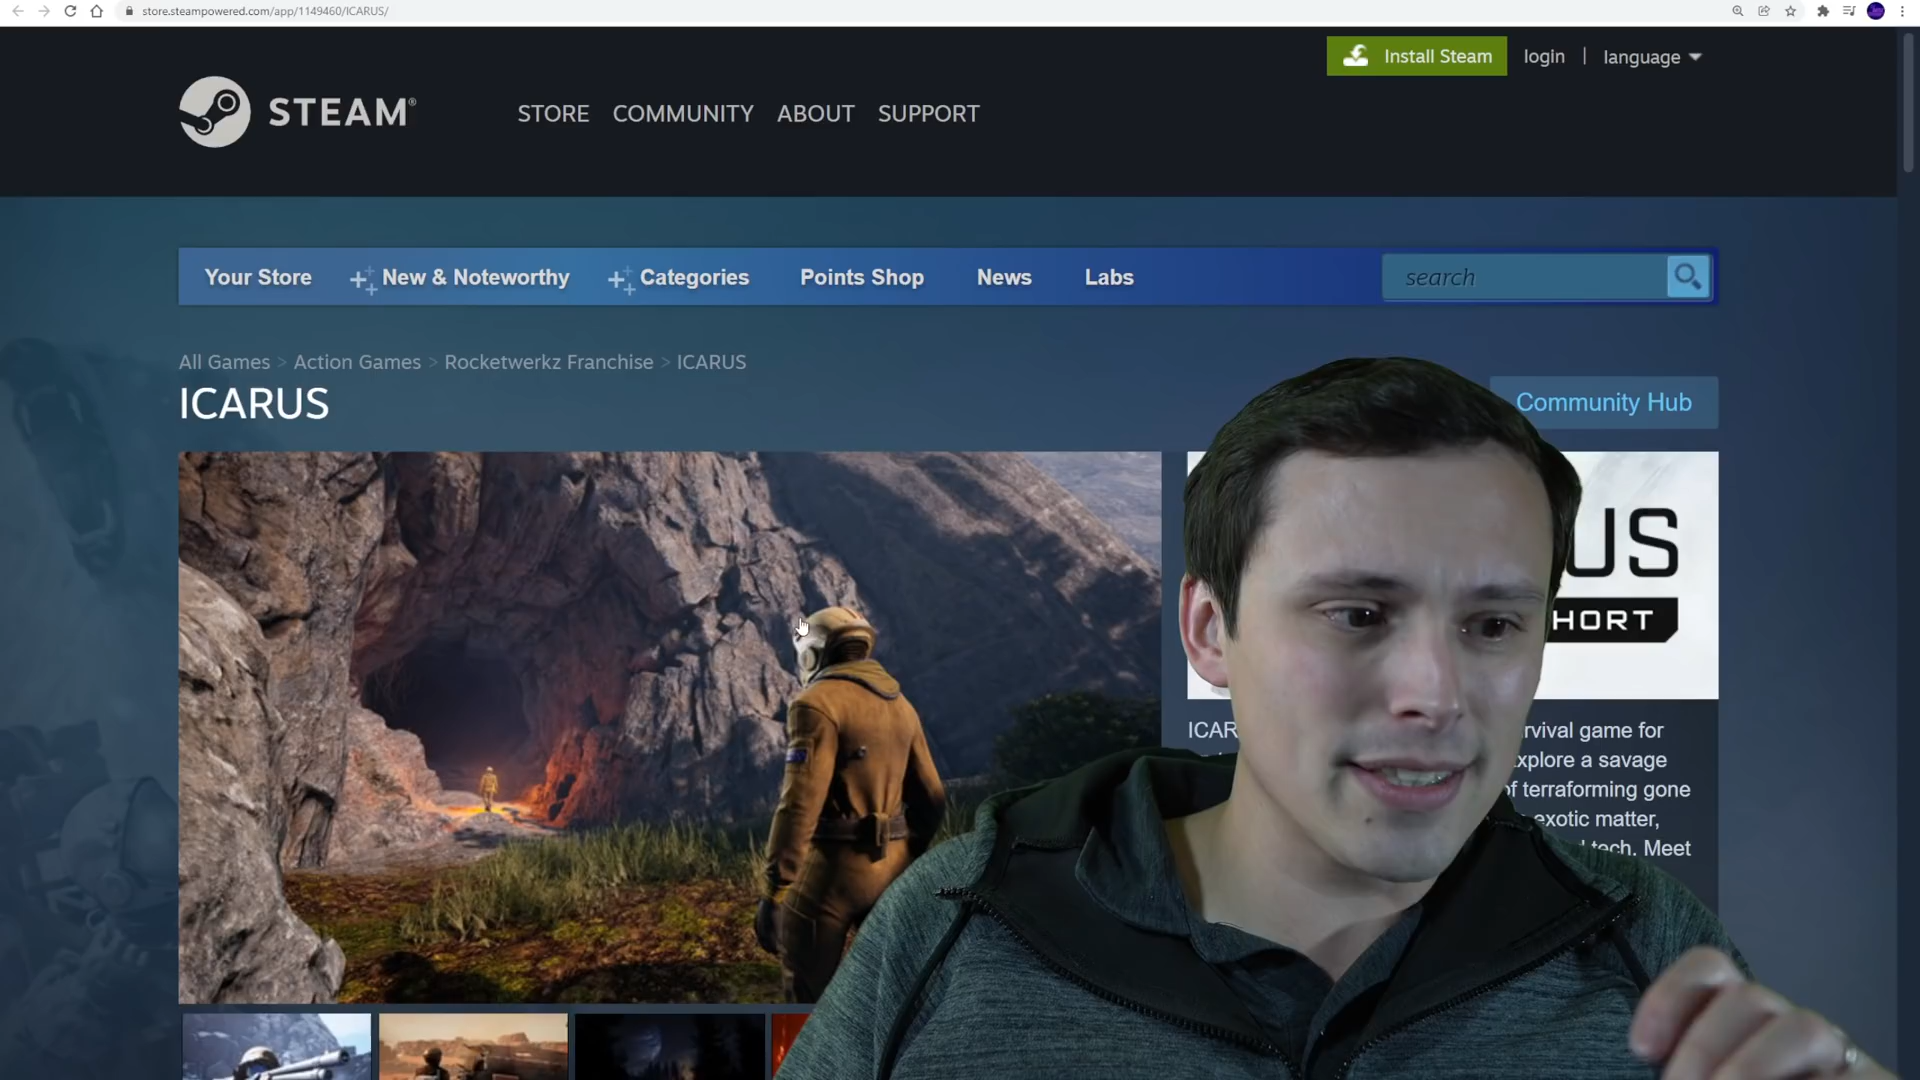 store.steampowered.com/app/1149460/ICARUS/
Install Steam
login | language
STEAM®
STORE COMMUNITY ABOUT SUPPORT
Your Store New & Noteworthy Categories Points Shop News Labs
search
All Games > Action Games > Rocketwerkz Franchise > ICARUS
ICARUS
Community Hub
US
HORT
ICAR rvival game for
xplore a savage
of terraforming gone
exotic matter,
tech. Meet